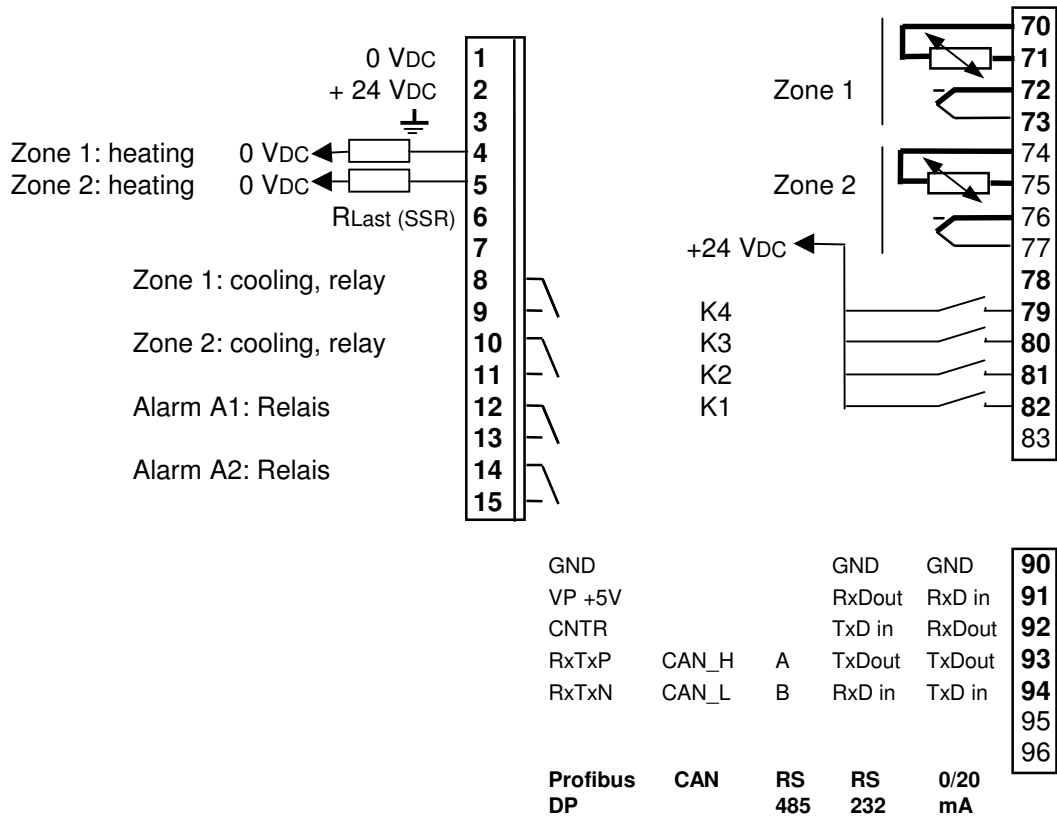 0 VDC 1
+ 24 VDC 2
3
Zone 1: heating 0 VDC 4
Zone 2: heating 0 VDC 5
RLast (SSR) 6
7
Zone 1: cooling, relay 8
9
Zone 2: cooling, relay 10
11
Alarm A1: Relais 12
13
Alarm A2: Relais 14
15
70
71
Zone 1 72
73
74
Zone 2 75
76
+24 VDC 77
78
K4 79
K3 80
K2 81
K1 82
83
GND GND GND 90
VP +5V RxDout RxD in 91
CNTR TxD in RxDout 92
RxTxP CAN_H A TxDout TxDout 93
RxTxN CAN_L B RxD in TxD in 94
95
96
Profibus CAN RS RS 0/20
DP 485 232 mA